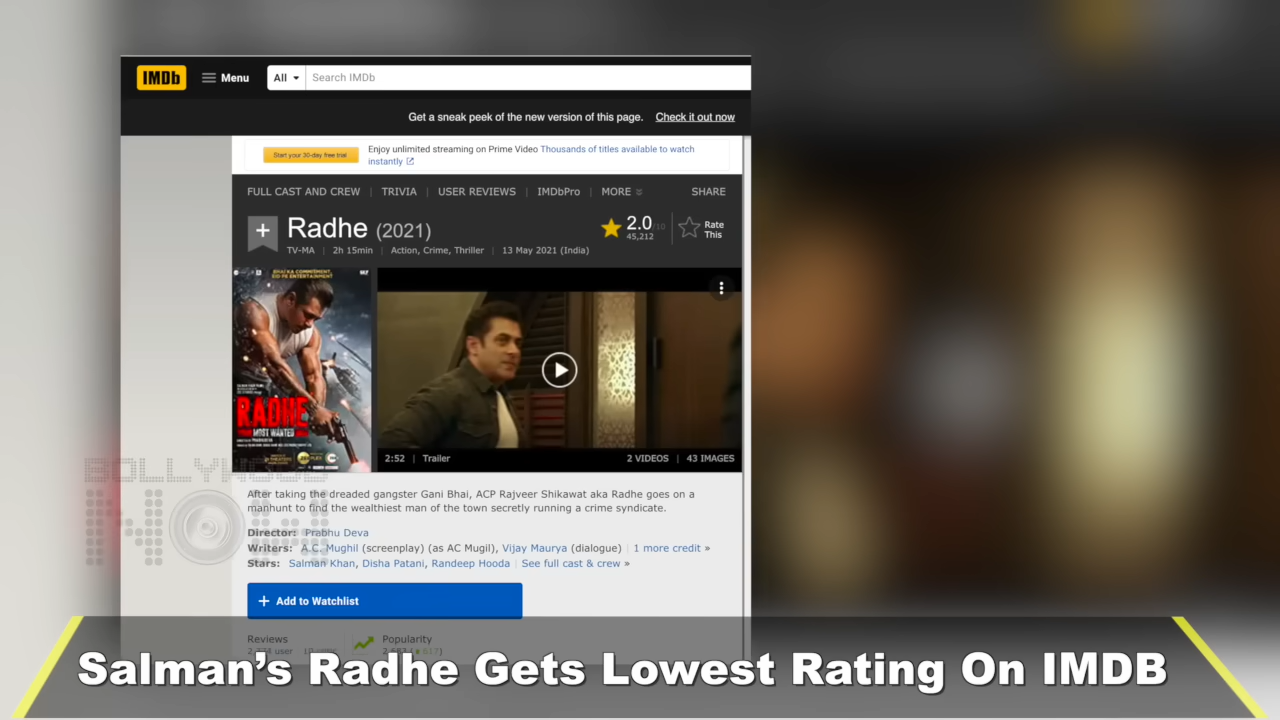 IMDb Menu All Search IMDb
Get a sneak peek of the new version of this page. Check it out now
Start your 30-day free trial
Enjoy unlimited streaming on Prime Video Thousands of titles available to watch
instantly
FULL CAST AND CREW | TRIVIA | USER REVIEWS | IMDbPro | MORE SHARE
+ Radhe (2021)
2.0/10
45,212
Rate
This
TV-MA | 2h 15min | Action, Crime, Thriller | 13 May 2021 (India)
RADHE
MOST WANTED
2:52 Trailer 2 VIDEOS | 43 IMAGES
BOLLYWOOD
NOW
After taking the dreaded gangster Gani Bhai, ACP Rajveer Shikawat aka Radhe goes on a
manhunt to find the wealthiest man of the town secretly running a crime syndicate.
Director: Prabhu Deva
Writers: A.C. Mughil (screenplay) (as AC Mugil), Vijay Maurya (dialogue) | 1 more credit »
Stars: Salman Khan, Disha Patani, Randeep Hooda | See full cast & crew »
+ Add to Watchlist
Reviews
user
Popularity
Salman's Radhe Gets Lowest Rating On IMDB